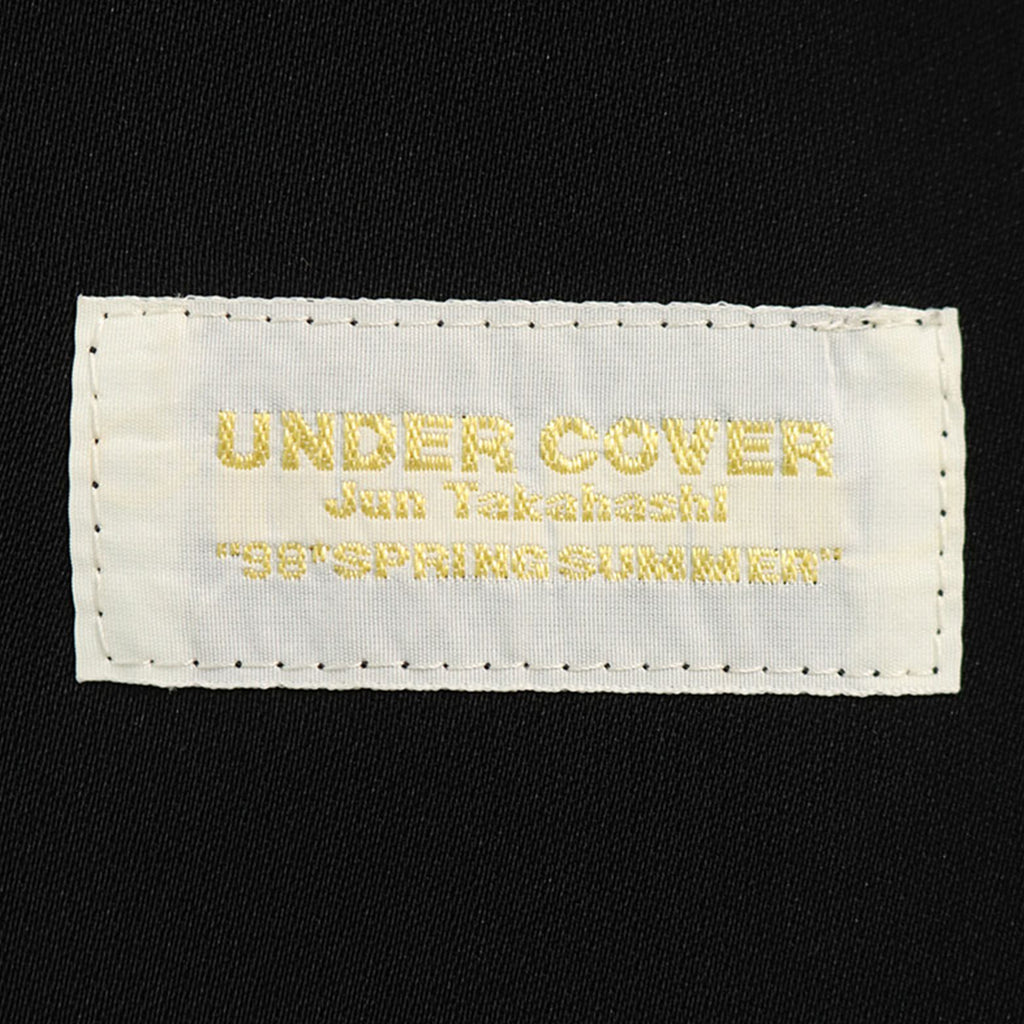 UNDER COVER
Jun Takahashi
"98'SPRING SUMMER"